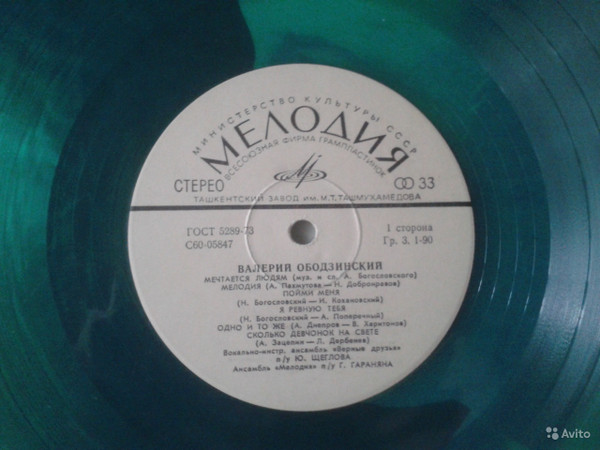 МИНИСТЕРСТВО КУЛЬТУРЫ СССР
МЕЛОДИЯ
ВСЕСОЮЗНАЯ ФИРМА ГРАМПЛАСТИНОК
СТЕРЕО
33
ТАШКЕНТСКИЙ ЗАВОД им. М.Т. ТАШМУХАМЕДОВА
ГОСТ 5289-73
С60-05847
1 сторона
Гр. 3. 1-90
ВАЛЕРИЙ ОБОДЗИНСКИЙ
МЕЧТАЕТСЯ ЛЮДЯМ (муз. и сл. А. Богословского)
МЕЛОДИЯ (А. Пахмутова — Н. Добронравов)
ПОЙМИ МЕНЯ
(Н. Богословский — И. Кохановский)
Я РЕВНУЮ ТЕБЯ
(Н. Богословский — А. Поперечный)
ОДНО И ТО ЖЕ (А. Днепров — В. Харитонов)
СКОЛЬКО ДЕВЧОНОК НА СВЕТЕ
(А. Зацепин — Л. Дербенев)
Вокально-инстр. ансамбль «Верные друзья»
п/у Ю. ЩЕГЛОВА
Ансамбль «Мелодия» п/у Г. ГАРАНЯНА
Avito